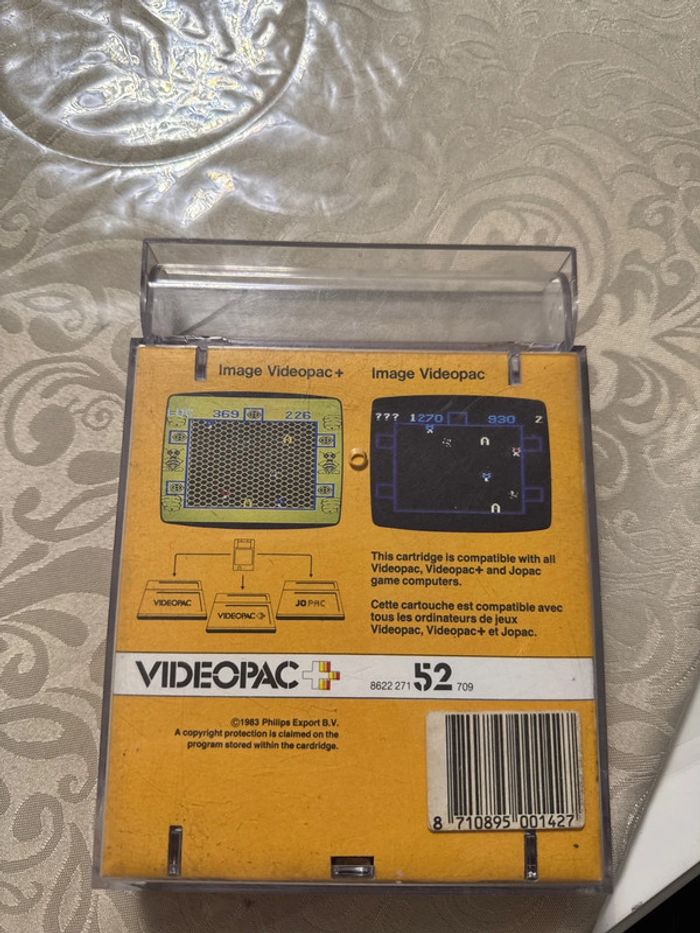 Image Videopac+
Image Videopac
369 226
??? 1270 930 Z
This cartridge is compatible with all
Videopac, Videopac+ and Jopac
game computers.
VIDEOPAC
VIDEOPAC+
JOPAC
Cette cartouche est compatible avec
tous les ordinateurs de jeux
Videopac, Videopac+ et Jopac.
VIDEOPAC+
8622 271 52 709
©1983 Philips Export B.V.
A copyright protection is claimed on the
program stored within the cardridge.
8 710895 001427